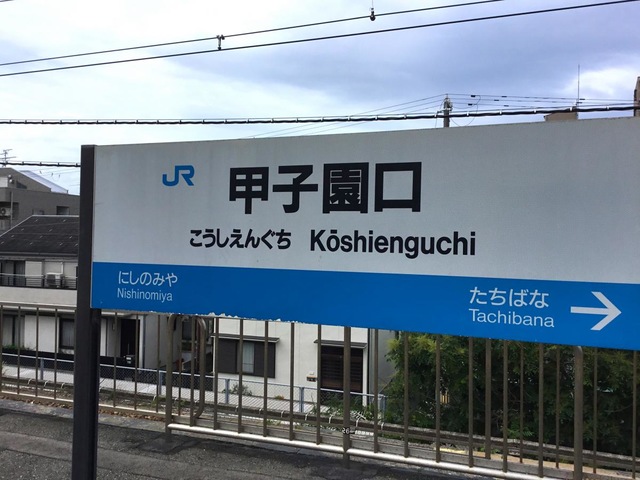 JR 甲子園口
こうしえんぐち Kōshienguchi
にしのみや
Nishinomiya
たちばな
Tachibana